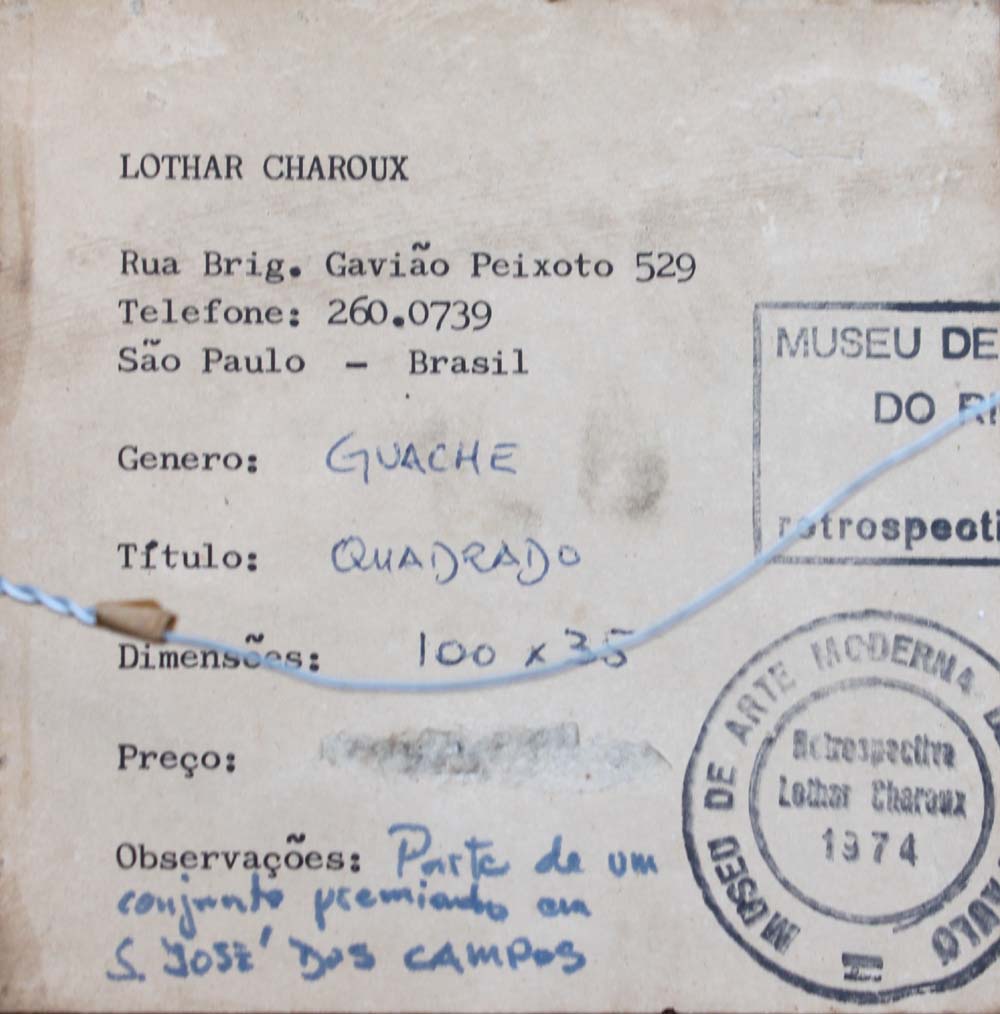 LOTHAR CHAROUX
Rua Brig. Gavião Peixoto 529
Telefone: 260.0739
São Paulo - Brasil
Genero: GUACHE
Título: QUADRADO
Dimensões: 100 x 35
Preço:
Observações: Parte de um
conjunto premiado em
S. JOSÉ DOS CAMPOS
MUSEU DE
DO RI
retrospecti
MUSEU DE ARTE MODERNA D
AULO
Retrospectiva
Lothar Charoux
1974